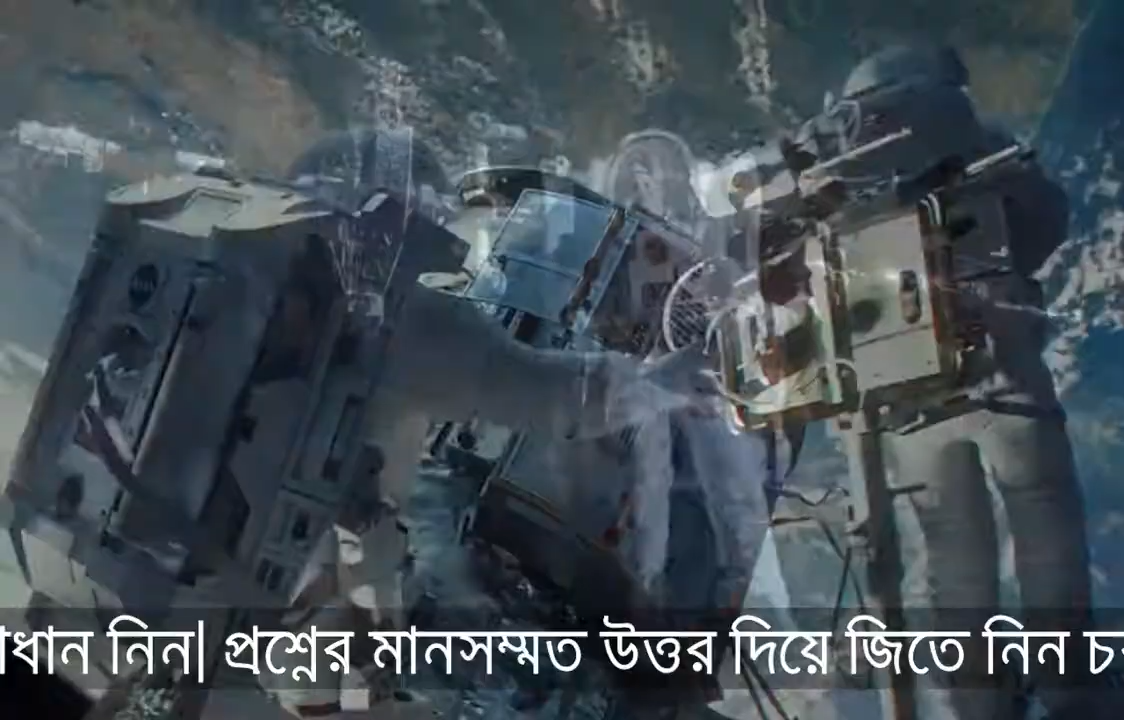 ধান নিন| প্রশ্নের মানসম্মত উত্তর দিয়ে জিতে নিন